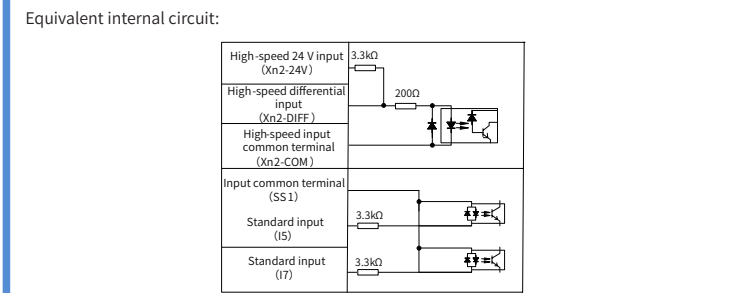 Equivalent internal circuit:
High-speed 24 V input
(Xn2-24V)
3.3kΩ
High-speed differential
input
(Xn2-DIFF)
200Ω
High-speed input
common terminal
(Xn2-COM)
Input common terminal
(SS1)
Standard input
(I5)
3.3kΩ
Standard input
(I7)
3.3kΩ